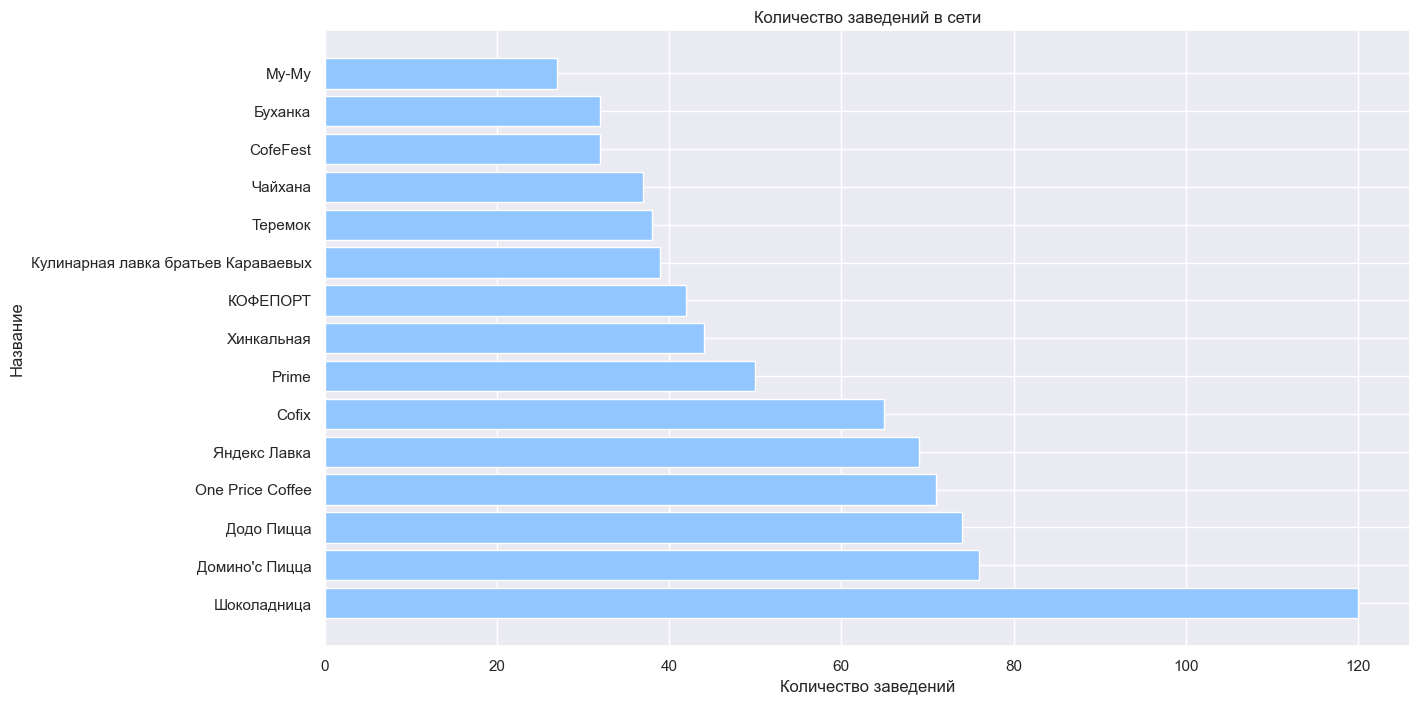 Количество заведений в сети
Му-Му
Буханка
CofeFest
Чайхана
Теремок
Кулинарная лавка братьев Караваевых
КОФЕПОРТ
Хинкальная
Prime
Cofix
Яндекс Лавка
One Price Coffee
Додо Пицца
Домино'с Пицца
Шоколадница
Название
0 20 40 60 80 100 120
Количество заведений